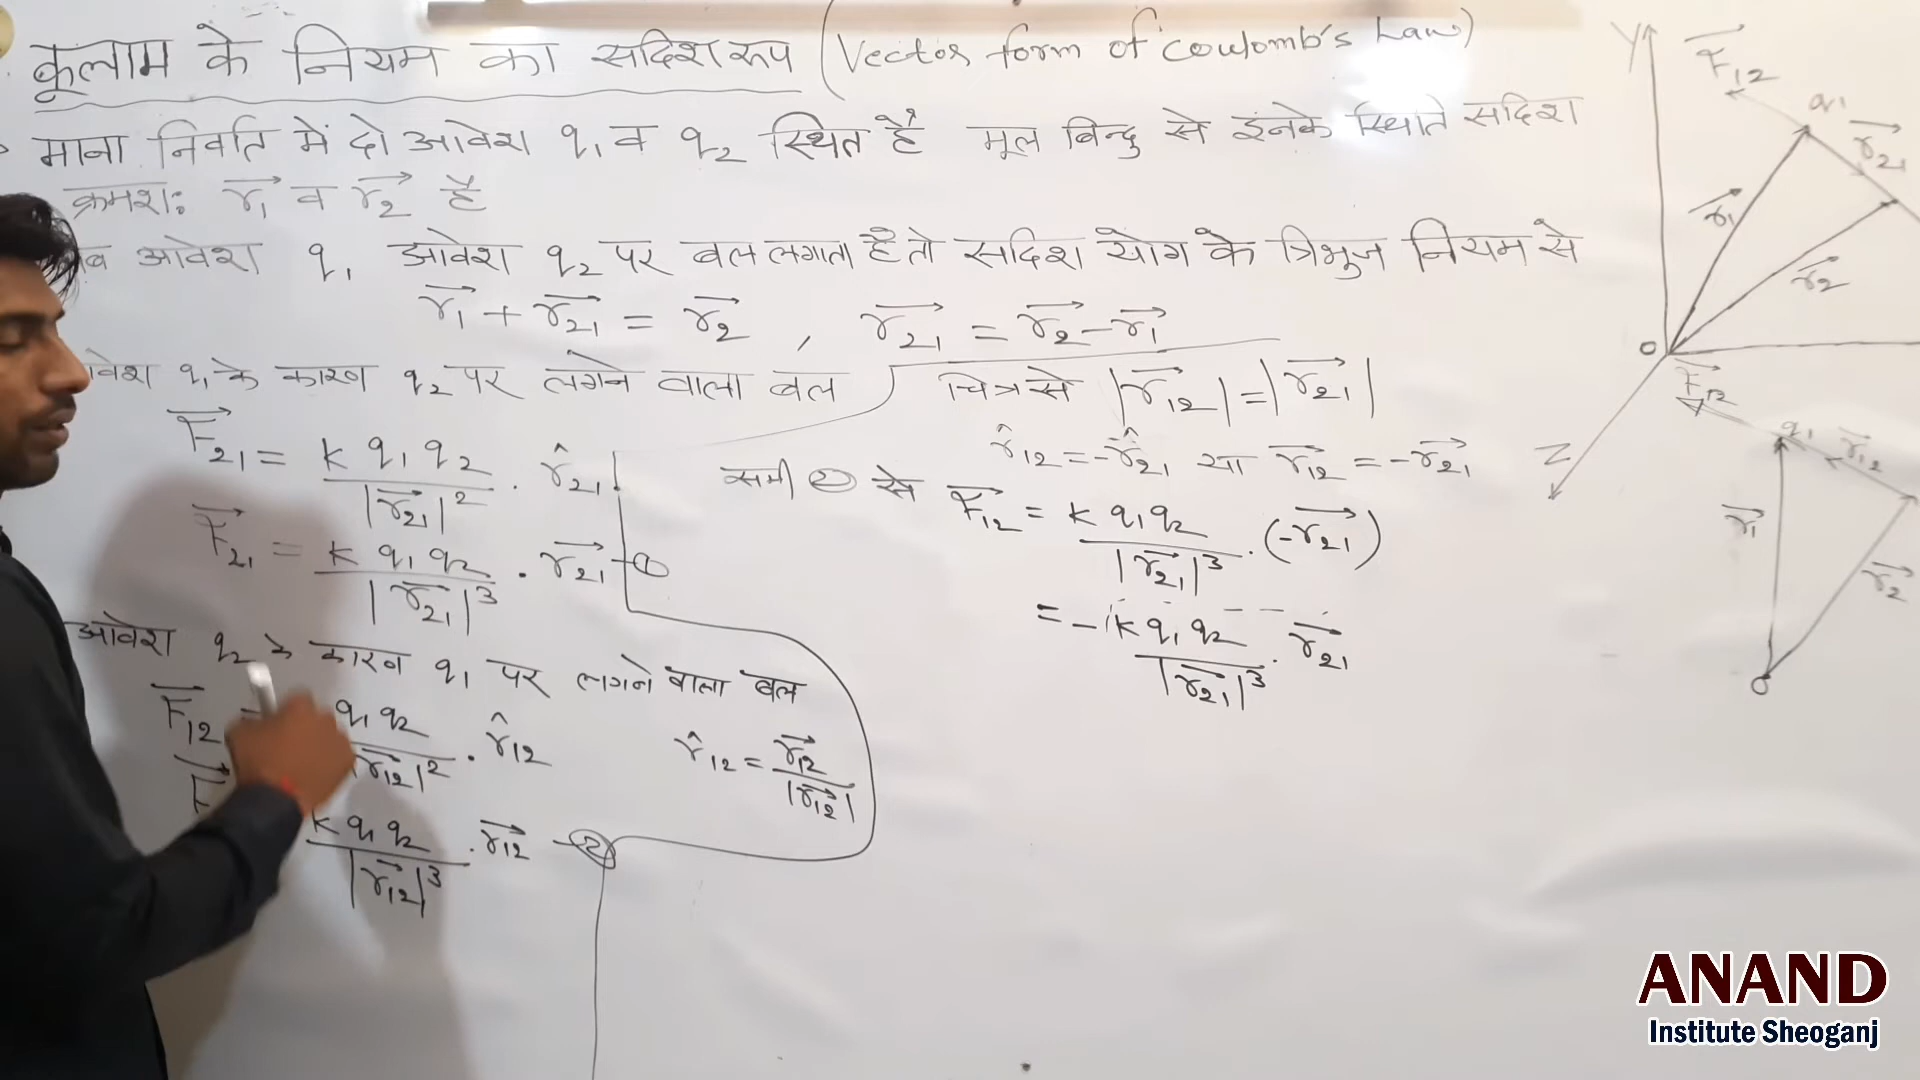 कूलाम के नियम का सदिश रूप (Vector form of Coulomb's Law)
माना निर्वात में दो आवेश q₁ व q₂ स्थित हैं मूल बिन्दु से इनके स्थिति सदिश
क्रमशः r₁⃗ व r₂⃗ है
आवेश q₁ आवेश q₂ पर बल लगाता है तो सदिश योग के त्रिभुज नियम से
r₁⃗ + r₂₁⃗ = r₂⃗ , r₂₁⃗ = r₂⃗ - r₁⃗
q₁ के कारण q₂ पर लगने वाला बल
F₂₁⃗ = k q₁ q₂ / |r₂₁⃗|² . r̂₂₁
F₂₁⃗ = k q₁ q₂ / |r₂₁⃗|³ . r₂₁⃗ —①
आवेश q₂ के कारण q₁ पर लगने वाला बल
F₁₂⃗ = q₁ q₂ / |r₁₂⃗|² . r̂₁₂
r̂₁₂ = r₁₂⃗ / |r₁₂⃗|
F⃗ k q₁ q₂ / |r₁₂⃗|³ . r₁₂⃗ —②
चित्र से |r₁₂⃗| = |r₂₁⃗|
r̂₁₂ = -r̂₂₁ या r₁₂⃗ = -r₂₁⃗
समी ② से F₁₂⃗ = k q₁ q₂ / |r₂₁⃗|³ . (-r₂₁⃗)
= - k q₁ q₂ / |r₂₁⃗|³ . r₂₁⃗
Y
F₁₂⃗
q₁
r₂₁⃗
r₁⃗
r₂⃗
O
Z
F₁₂⃗
q₁
r₁₂⃗
r₁⃗
r₂⃗
O
ANAND
Institute Sheoganj